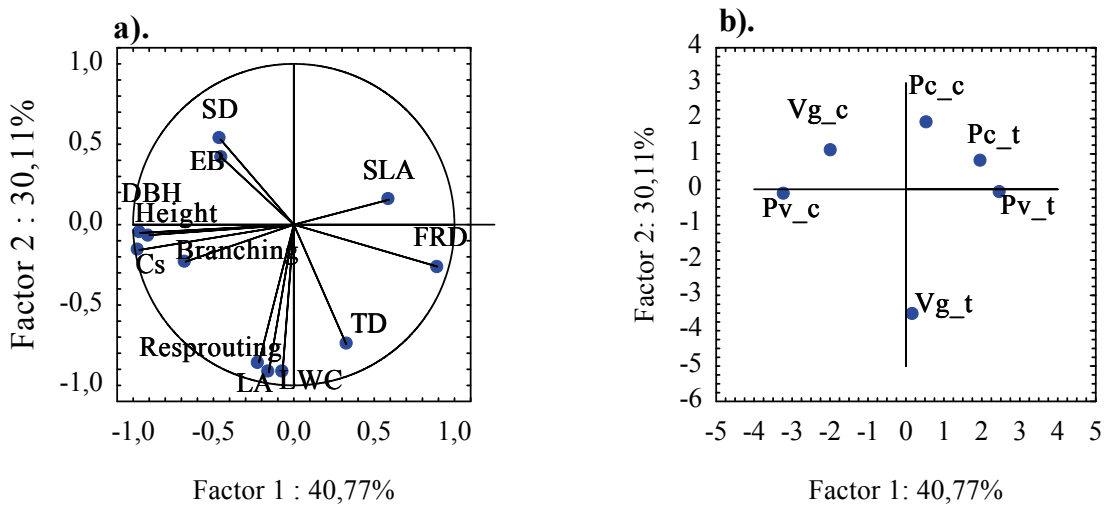 a).
1,0
0,5
0,0
-0,5
-1,0
Factor 2 : 30,11%
SD
EB
SLA
DBH
Height
FRD
Branching
Cs
TD
Resprouting
LA
LWC
-1,0 -0,5 0,0 0,5 1,0
Factor 1 : 40,77%
b).
4
3
2
1
0
-1
-2
-3
-4
-5
-6
Factor 2: 30,11%
Pc_c
Vg_c
Pc_t
Pv_c
Pv_t
Vg_t
-5 -4 -3 -2 -1 0 1 2 3 4 5
Factor 1: 40,77%